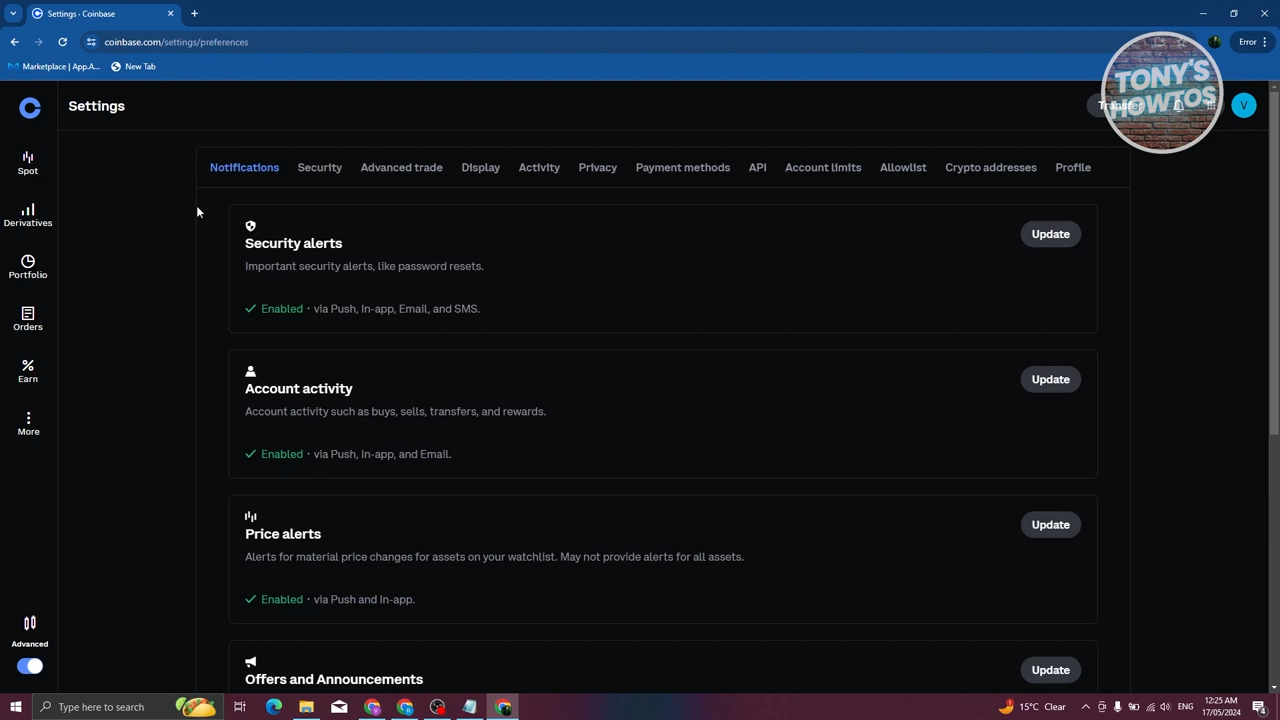 Settings - Coinbase
coinbase.com/settings/preferences
Error
Marketplace | App.A...
New Tab
TONY'S
HOWTOS
Settings
Transfer
V
Spot
Derivatives
Portfolio
Orders
Earn
More
Advanced
Notifications Security Advanced trade Display Activity Privacy Payment methods API Account limits Allowlist Crypto addresses Profile
Security alerts
Update
Important security alerts, like password resets.
Enabled • via Push, In-app, Email, and SMS.
Account activity
Update
Account activity such as buys, sells, transfers, and rewards.
Enabled • via Push, In-app, and Email.
Price alerts
Update
Alerts for material price changes for assets on your watchlist. May not provide alerts for all assets.
Enabled • via Push and In-app.
Offers and Announcements
Update
Type here to search
15°C Clear
12:25 AM
17/05/2024